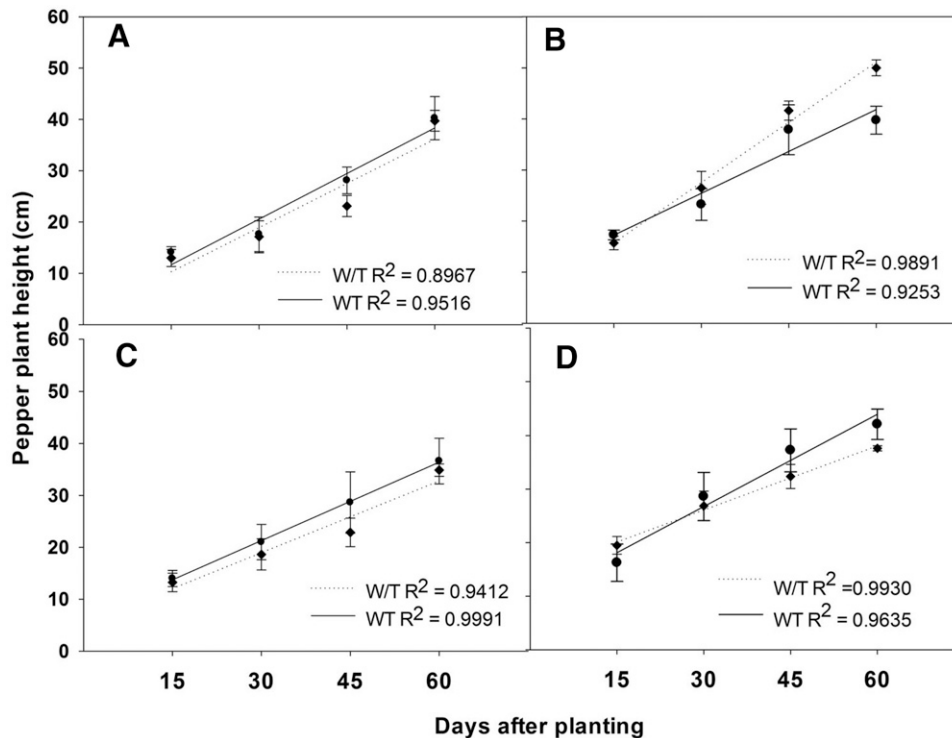 60
50
40
30
20
10
0
A
W/T R2 = 0.8967
WT R2 = 0.9516
B
W/T R2= 0.9891
WT R2 = 0.9253
Pepper plant height (cm)
60
50
40
30
20
10
0
C
W/T R2 = 0.9412
WT R2 = 0.9991
D
W/T R2 =0.9930
WT R2 = 0.9635
15 30 45 60 15 30 45 60
Days after planting